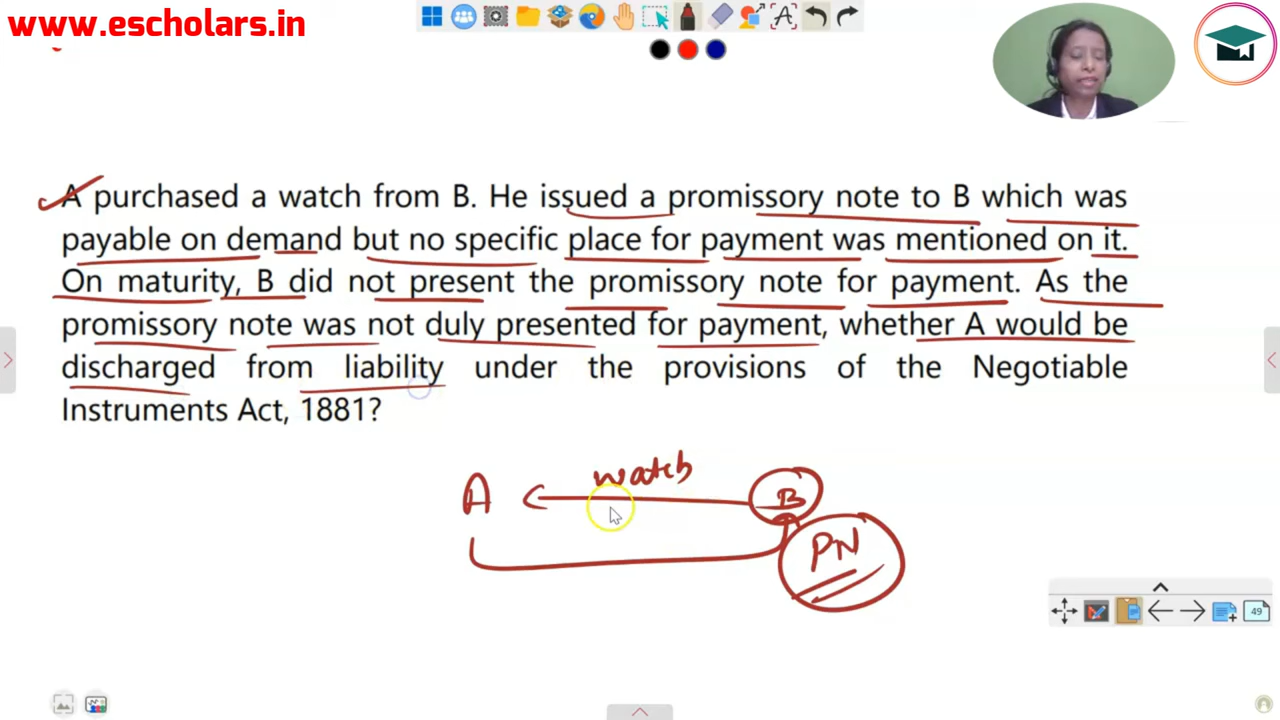 www.escholars.in
A purchased a watch from B. He issued a promissory note to B which was
payable on demand but no specific place for payment was mentioned on it.
On maturity, B did not present the promissory note for payment. As the
promissory note was not duly presented for payment, whether A would be
discharged from liability under the provisions of the Negotiable
Instruments Act, 1881?
watch
A B
PN
49